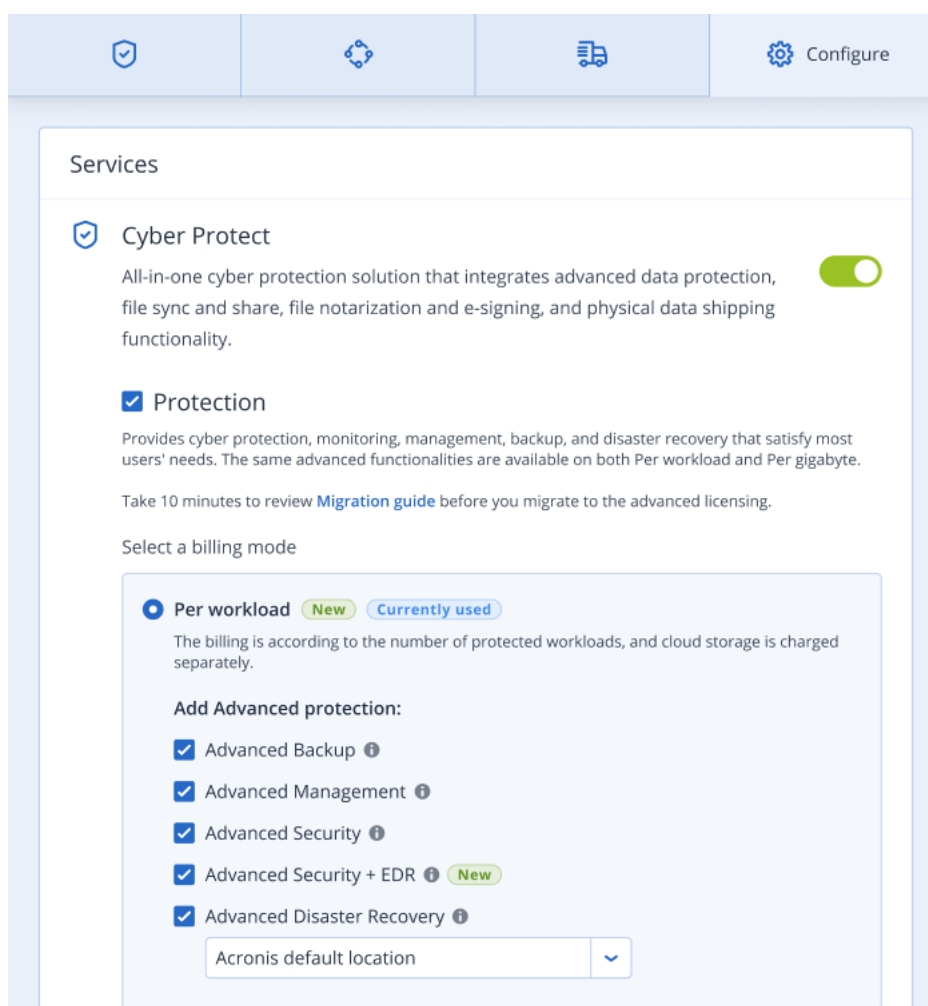 Configure
Services
Cyber Protect
All-in-one cyber protection solution that integrates advanced data protection,
file sync and share, file notarization and e-signing, and physical data shipping
functionality.
Protection
Provides cyber protection, monitoring, management, backup, and disaster recovery that satisfy most
users' needs. The same advanced functionalities are available on both Per workload and Per gigabyte.
Take 10 minutes to review Migration guide before you migrate to the advanced licensing.
Select a billing mode
Per workload New Currently used
The billing is according to the number of protected workloads, and cloud storage is charged
separately.
Add Advanced protection:
Advanced Backup
Advanced Management
Advanced Security
Advanced Security + EDR New
Advanced Disaster Recovery
Acronis default location